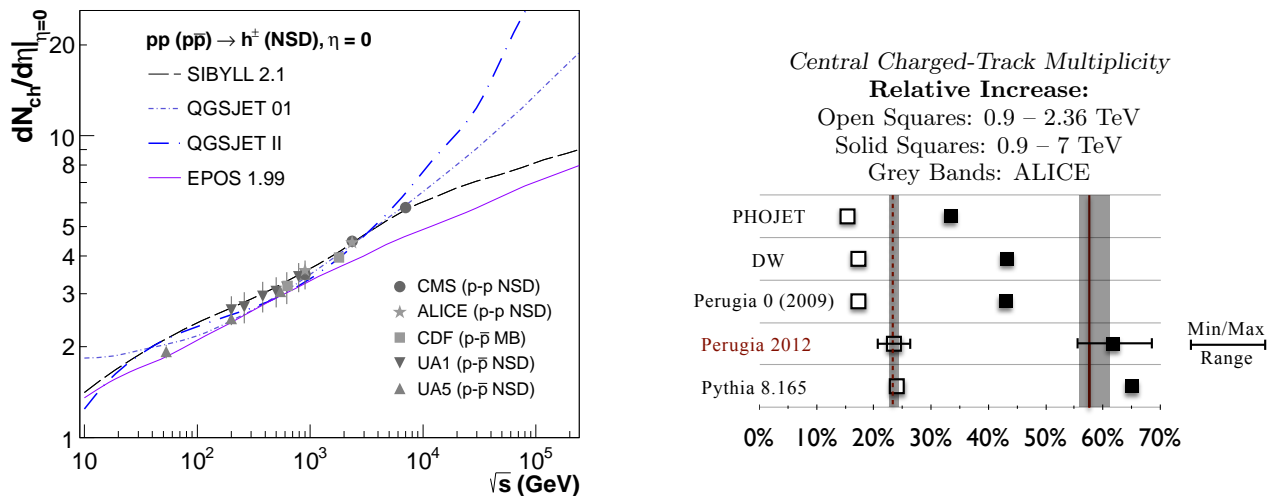 dN_ch/dη|_η=0
pp (pp̄) → h± (NSD), η = 0
SIBYLL 2.1
QGSJET 01
QGSJET II
EPOS 1.99
20
10
8
6
5
4
3
2
1
CMS (p-p NSD)
ALICE (p-p NSD)
CDF (p-p̄ MB)
UA1 (p-p̄ NSD)
UA5 (p-p̄ NSD)
10 10² 10³ 10⁴ 10⁵
√s (GeV)
Central Charged-Track Multiplicity
Relative Increase:
Open Squares: 0.9 – 2.36 TeV
Solid Squares: 0.9 – 7 TeV
Grey Bands: ALICE
PHOJET
DW
Perugia 0 (2009)
Perugia 2012
Pythia 8.165
Min/Max
Range
0% 10% 20% 30% 40% 50% 60% 70%